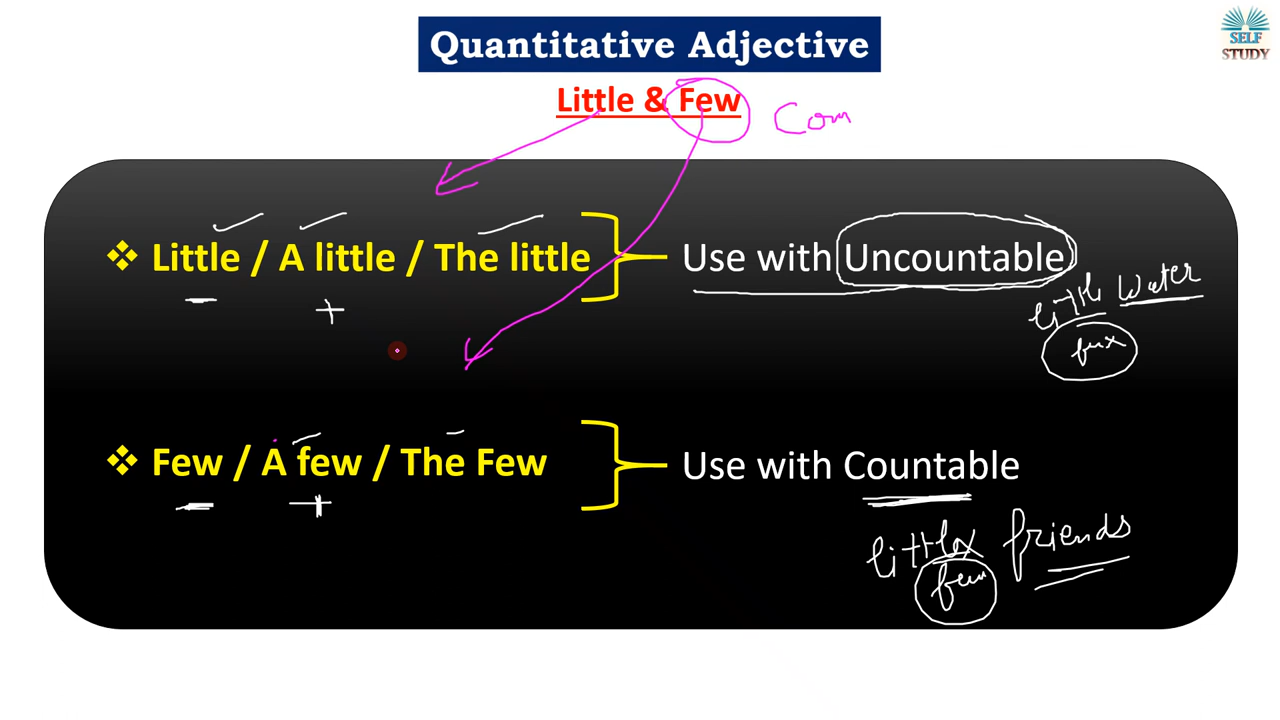 Quantitative Adjective
SELF
STUDY
Little & Few
❖ Little / A little / The little
Use with Uncountable
little water
few x
❖ Few / A few / The Few
Use with Countable
little x friends
few